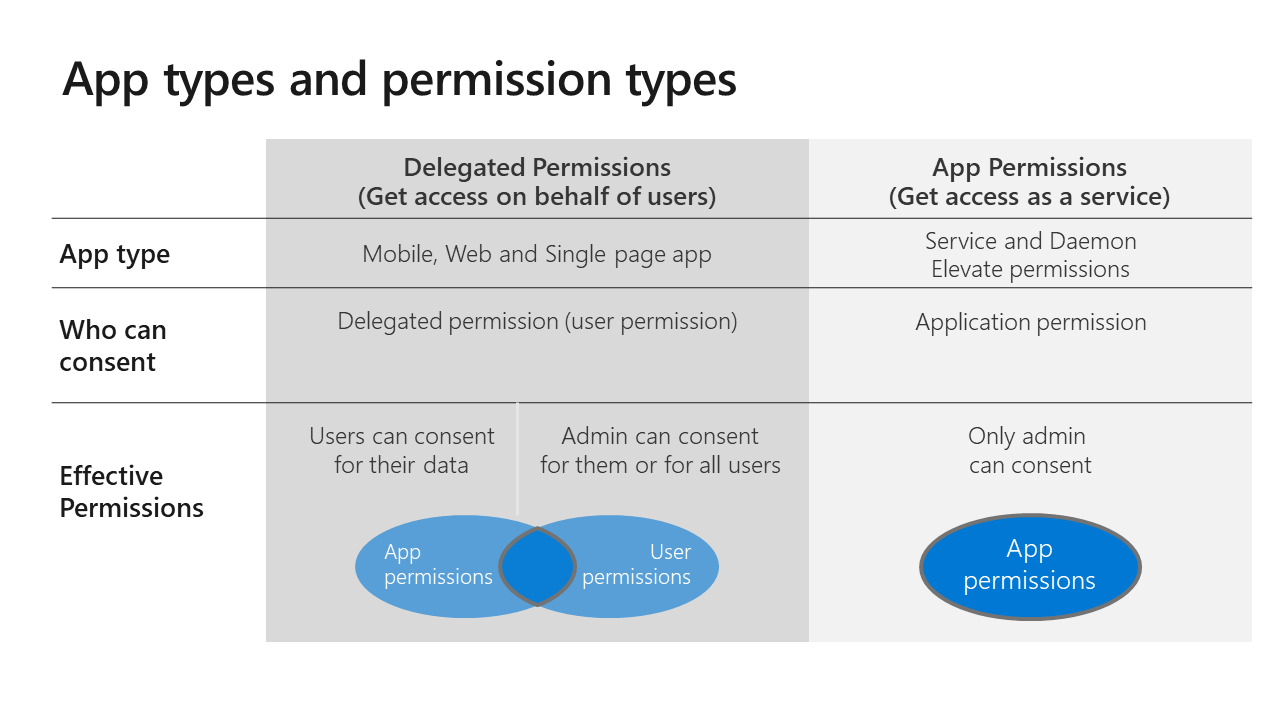 App types and permission types
Delegated Permissions
(Get access on behalf of users)
App Permissions
(Get access as a service)
App type
Mobile, Web and Single page app
Service and Daemon
Elevate permissions
Who can
consent
Delegated permission (user permission)
Application permission
Effective
Permissions
Users can consent
for their data
Admin can consent
for them or for all users
Only admin
can consent
App
permissions
User
permissions
App
permissions